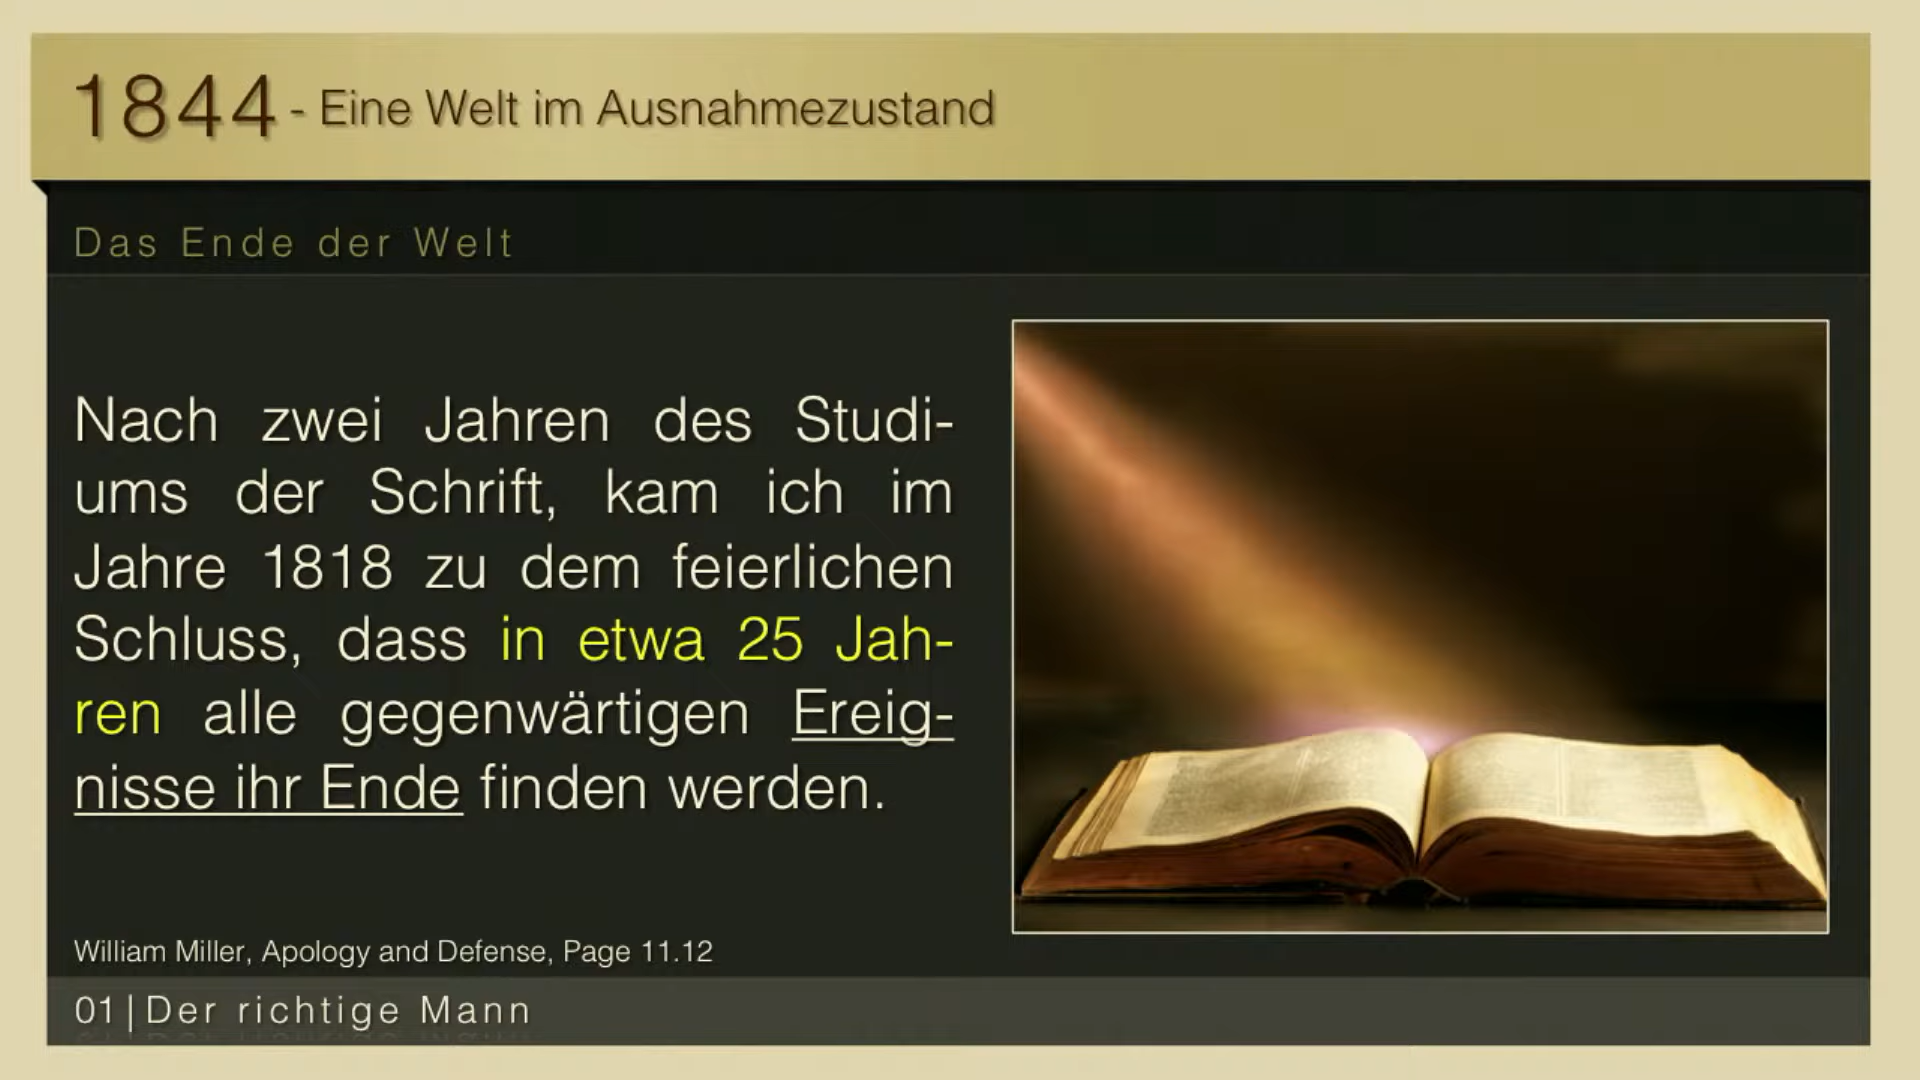 1844 - Eine Welt im Ausnahmezustand
Das Ende der Welt
Nach zwei Jahren des Studi-
ums der Schrift, kam ich im
Jahre 1818 zu dem feierlichen
Schluss, dass in etwa 25 Jah-
ren alle gegenwärtigen Ereig-
nisse ihr Ende finden werden.
William Miller, Apology and Defense, Page 11.12
01|Der richtige Mann